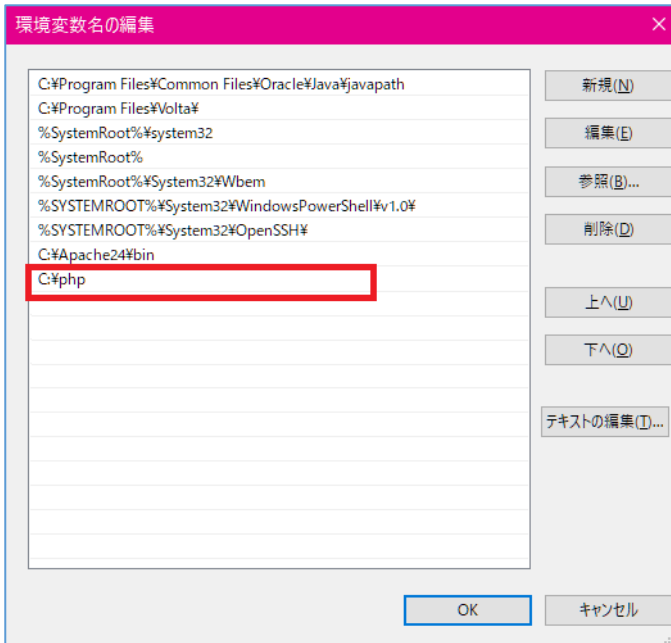 環境変数名の編集
C:¥Program Files¥Common Files¥Oracle¥Java¥javapath
C:¥Program Files¥Volta¥
%SystemRoot%¥system32
%SystemRoot%
%SystemRoot%¥System32¥Wbem
%SYSTEMROOT%¥System32¥WindowsPowerShell¥v1.0¥
%SYSTEMROOT%¥System32¥OpenSSH¥
C:¥Apache24¥bin
C:¥php
新規(N)
編集(E)
参照(B)...
削除(D)
上へ(U)
下へ(O)
テキストの編集(T)...
OK
キャンセル